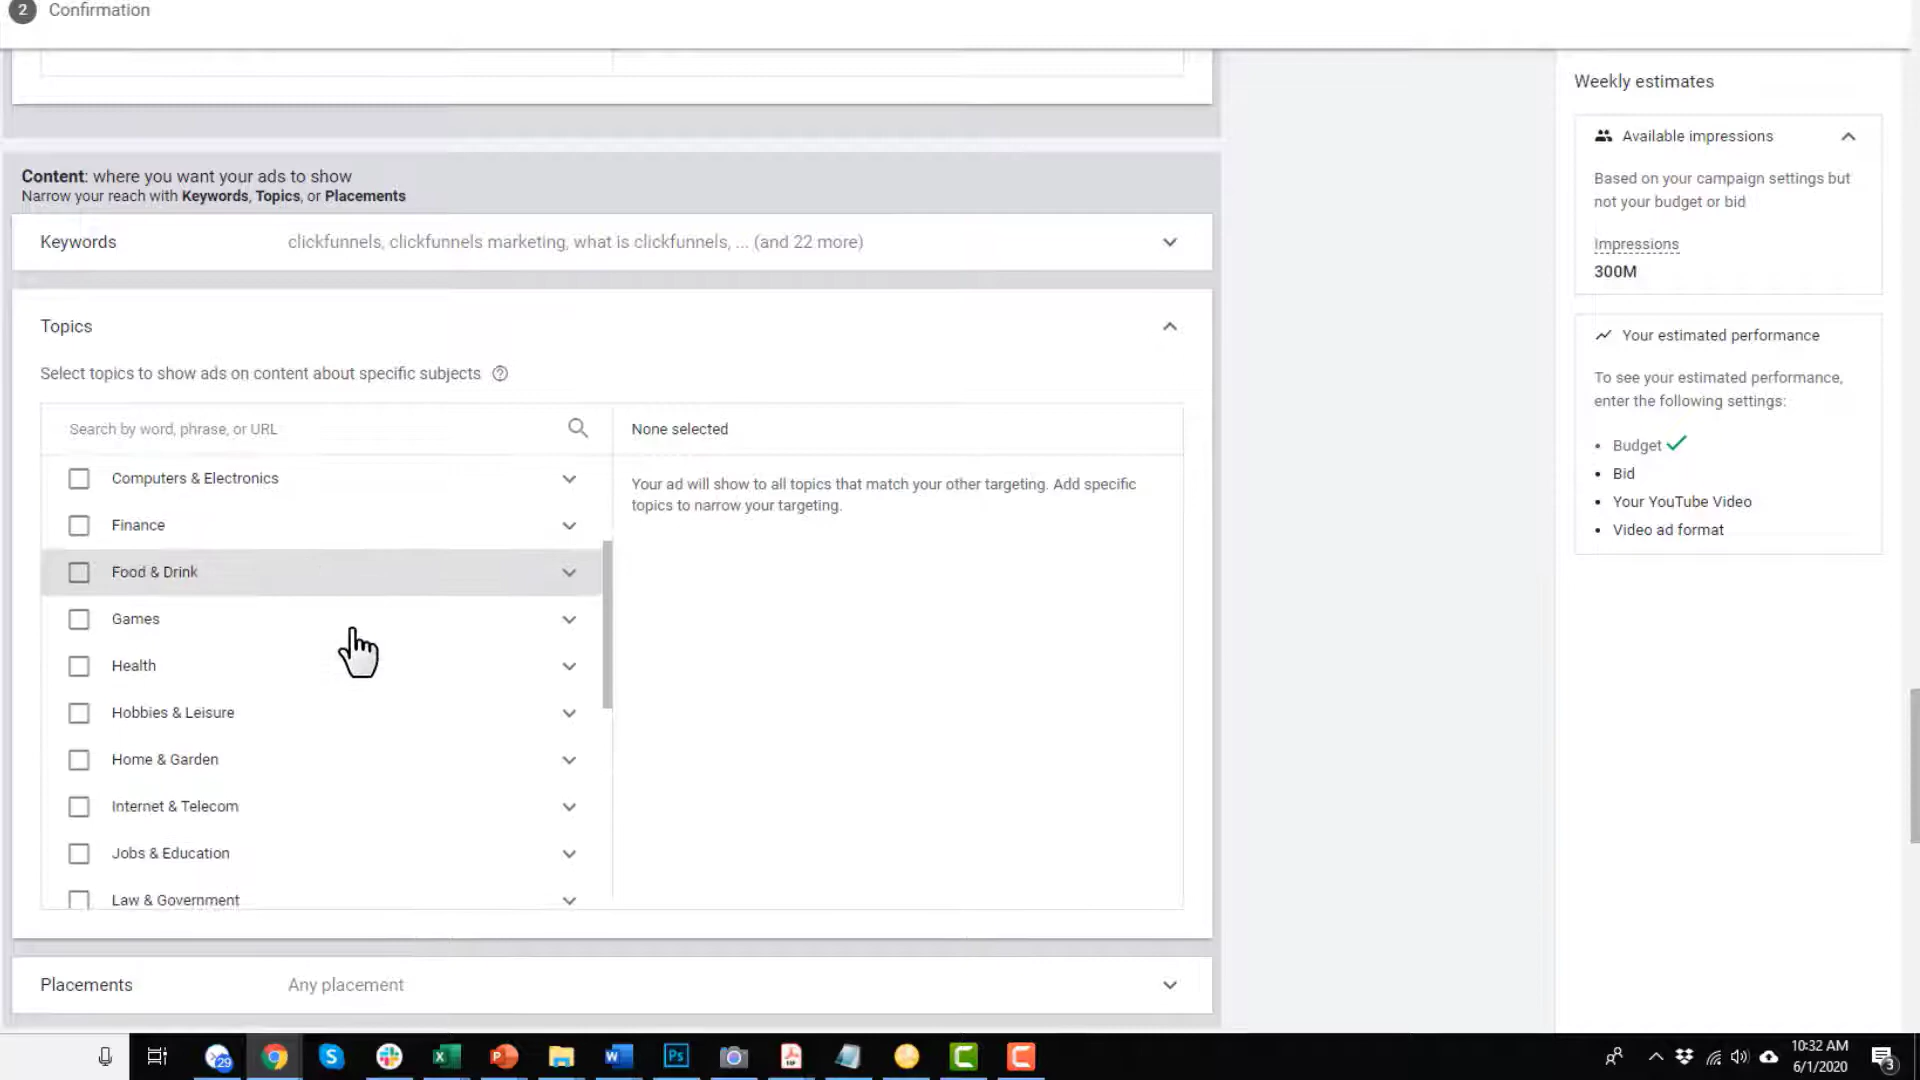 2 Confirmation
Content: where you want your ads to show
Narrow your reach with Keywords, Topics, or Placements
Keywords clickfunnels, clickfunnels marketing, what is clickfunnels, ... (and 22 more)
Topics
Select topics to show ads on content about specific subjects ?
Search by word, phrase, or URL
Computers & Electronics
Finance
Food & Drink
Games
Health
Hobbies & Leisure
Home & Garden
Internet & Telecom
Jobs & Education
Law & Government
None selected
Your ad will show to all topics that match your other targeting. Add specific
topics to narrow your targeting.
Placements Any placement
Weekly estimates
Available impressions
Based on your campaign settings but
not your budget or bid
Impressions
300M
Your estimated performance
To see your estimated performance,
enter the following settings:
• Budget
• Bid
• Your YouTube Video
• Video ad format
29
S
X
P
W
Ps
C
C
10:32 AM
6/1/2020
3